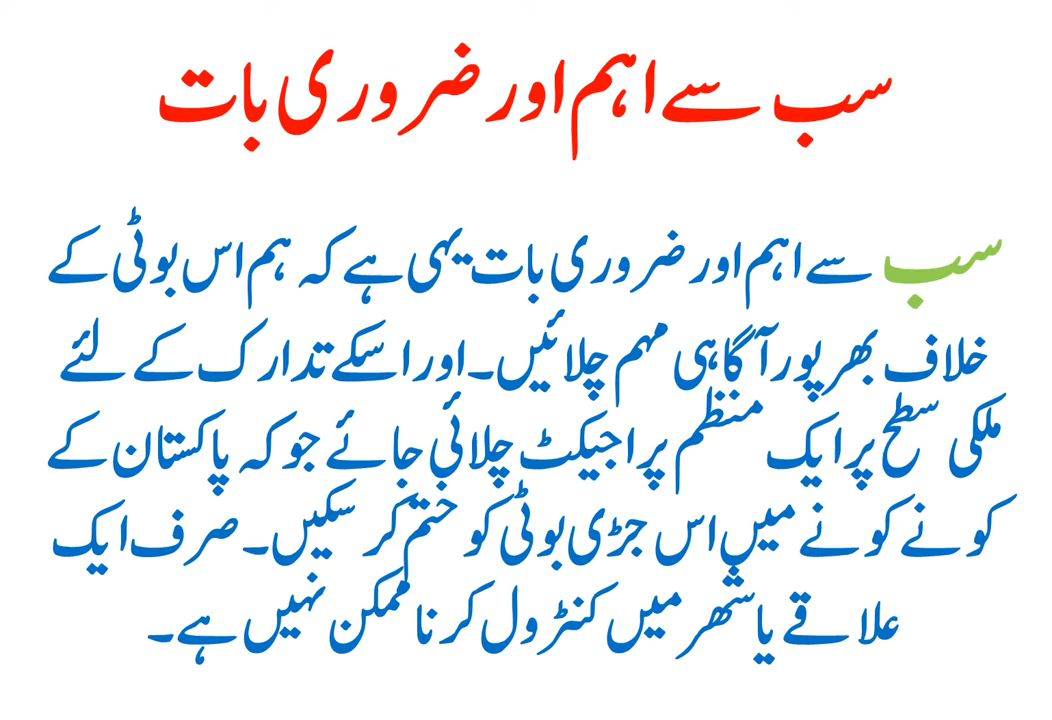 سب سے اہم اور ضروری بات
سب سے اہم اور ضروری بات یہی ہے کہ ہم اس بوٹی کے
خلاف بھرپور آگاہی مہم چلائیں۔ اور اسکے تدارک کے لئے
ملکی سطح پر ایک منظم پراجیکٹ چلائی جائے جو کہ پاکستان کے
کونے کونے میں اس جڑی بوٹی کو ختم کر سکیں۔ صرف ایک
علاقے یا شھر میں کنٹرول کرنا ممکن نہیں ہے۔